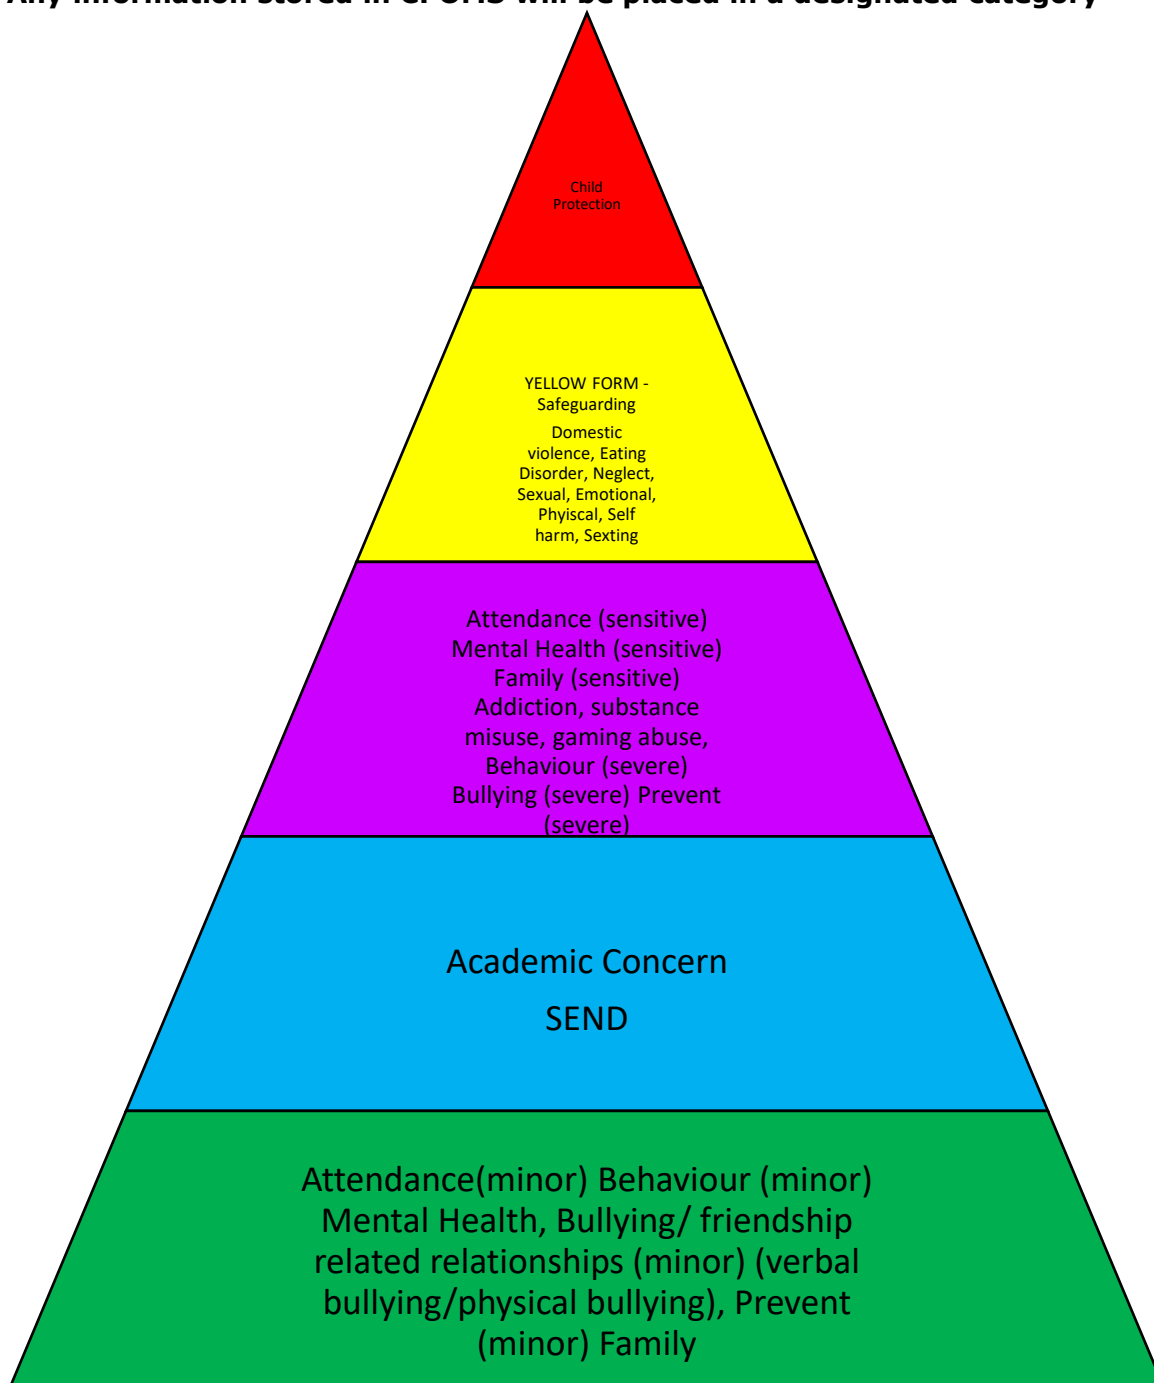 Any information stored in CPOMS will be placed in a designated category
Child
Protection
YELLOW FORM -
Safeguarding
Domestic
violence, Eating
Disorder, Neglect,
Sexual, Emotional,
Phyiscal, Self
harm, Sexting
Attendance (sensitive)
Mental Health (sensitive)
Family (sensitive)
Addiction, substance
misuse, gaming abuse,
Behaviour (severe)
Bullying (severe) Prevent
(severe)
Academic Concern
SEND
Attendance(minor) Behaviour (minor)
Mental Health, Bullying/ friendship
related relationships (minor) (verbal
bullying/physical bullying), Prevent
(minor) Family